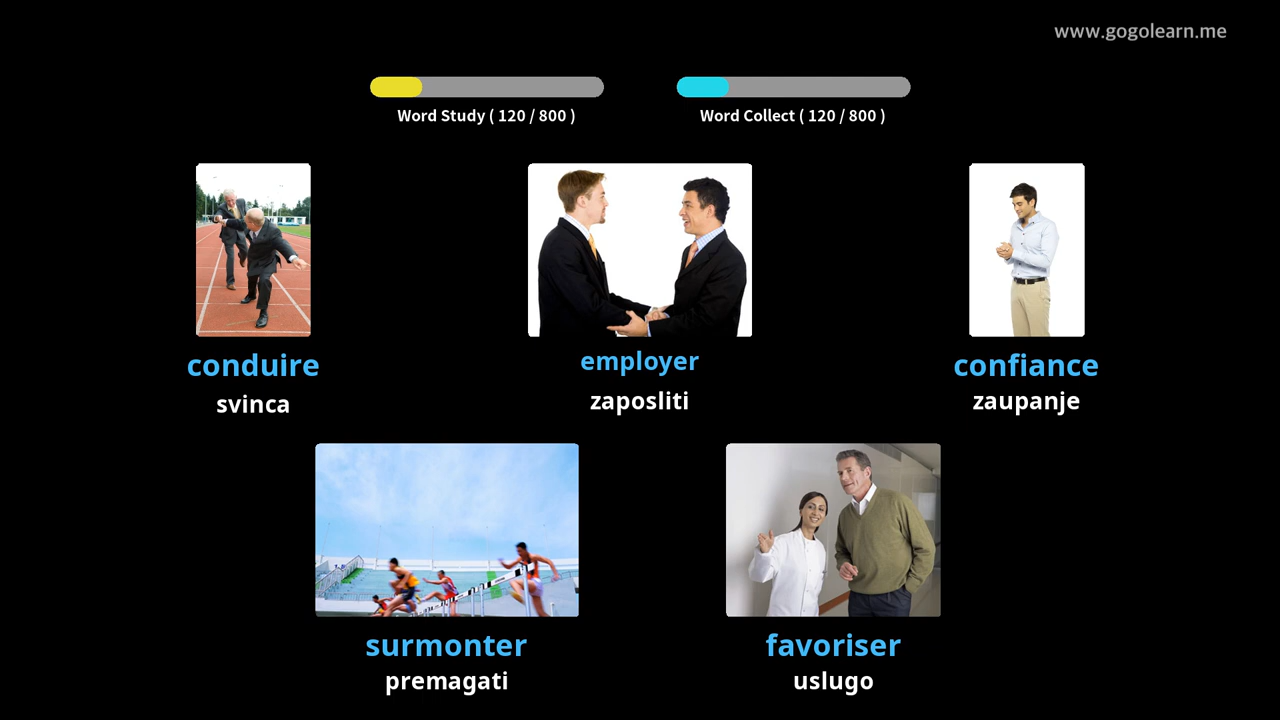 www.gogolearn.me
Word Study ( 120 / 800 )
Word Collect ( 120 / 800 )
conduire
svinca
employer
zaposliti
confiance
zaupanje
surmonter
premagati
favoriser
uslugo